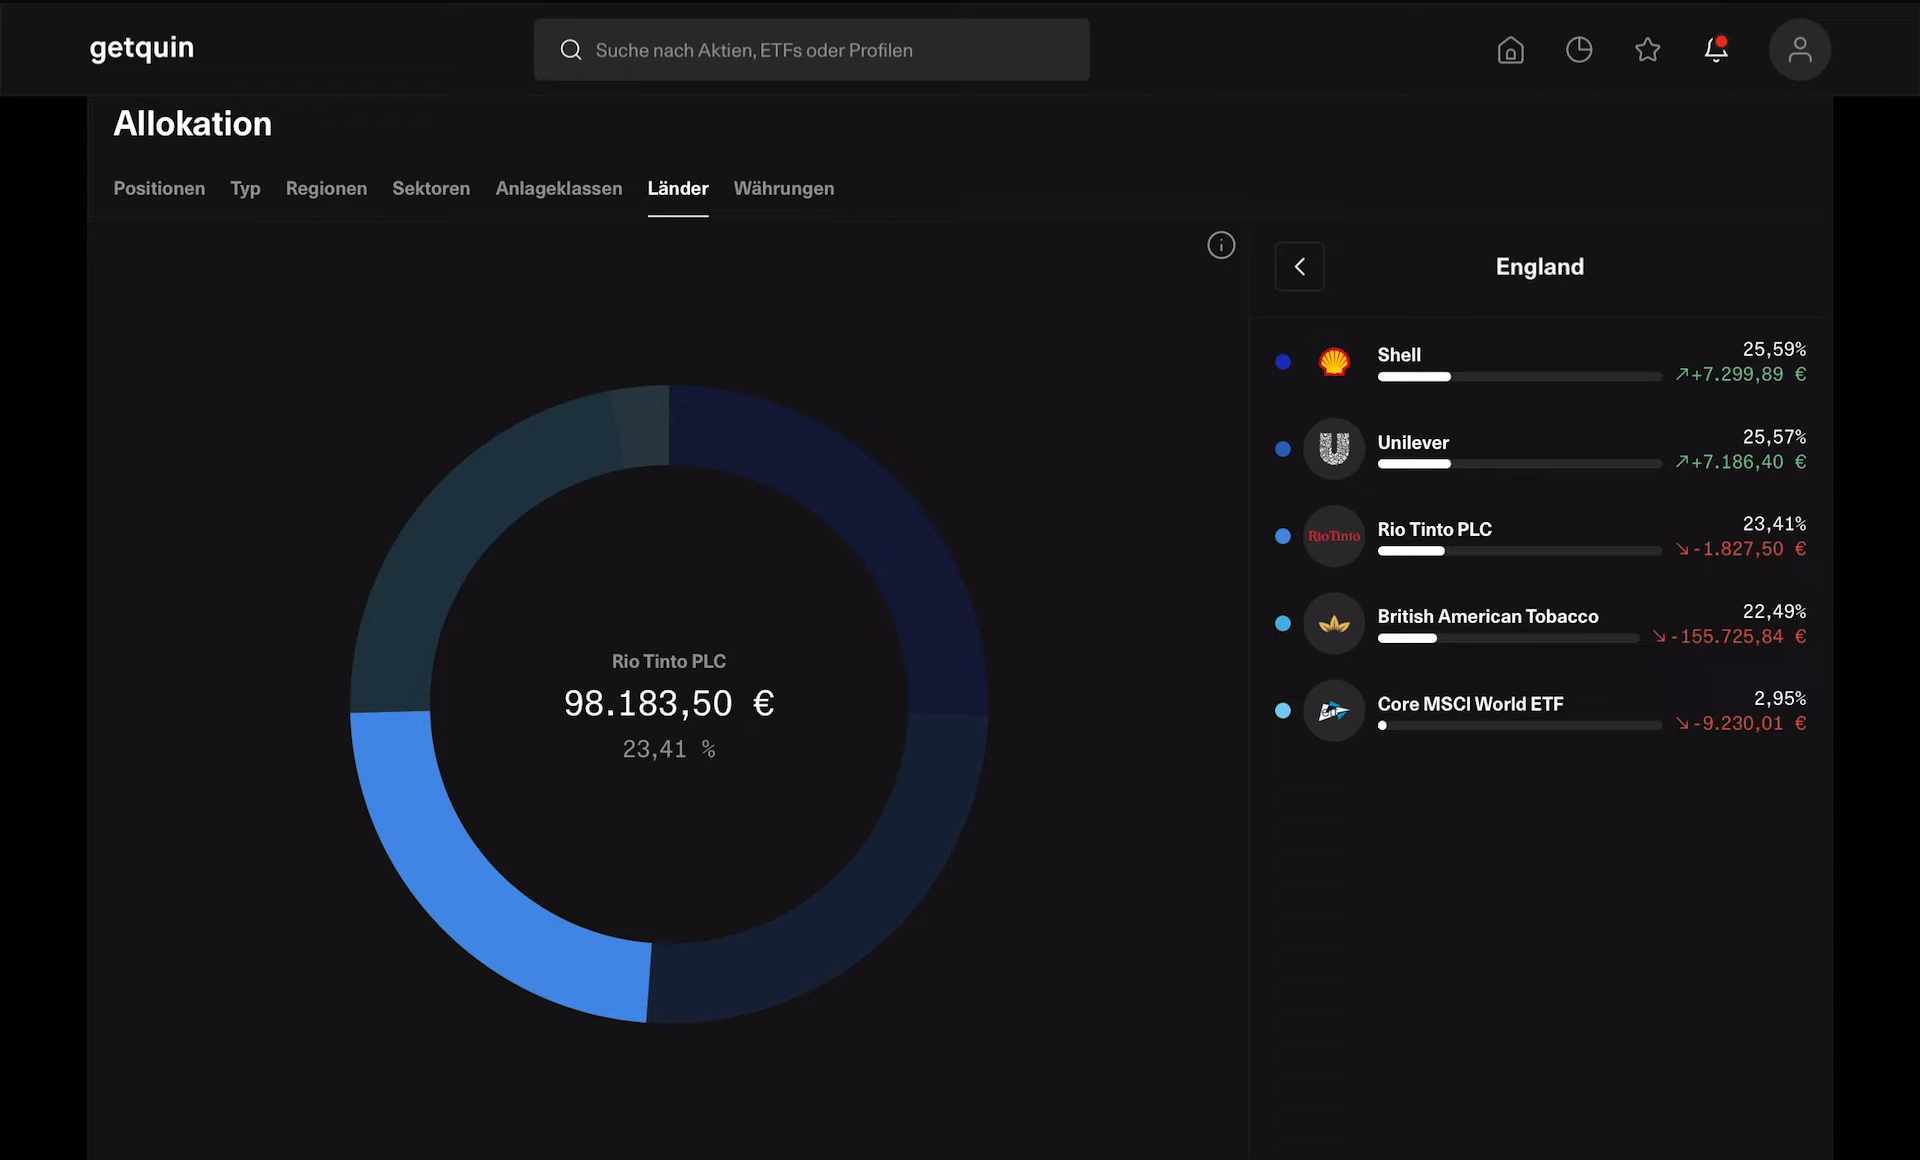 getquin
Suche nach Aktien, ETFs oder Profilen
Allokation
Positionen Typ Regionen Sektoren Anlageklassen Länder Währungen
England
Shell
25,59%
+7.299,89 €
Unilever
25,57%
+7.186,40 €
RioTinto
Rio Tinto PLC
23,41%
-1.827,50 €
British American Tobacco
22,49%
-155.725,84 €
Core MSCI World ETF
2,95%
-9.230,01 €
Rio Tinto PLC
98.183,50 €
23,41 %